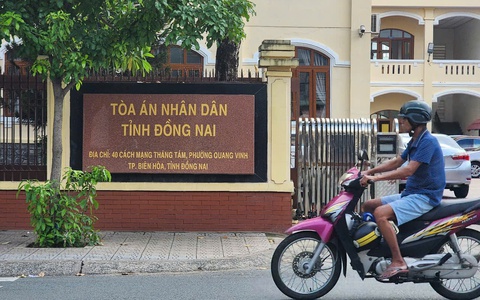 TÒA ÁN NHÂN DÂN
TỈNH ĐỒNG NAI
ĐỊA CHỈ: 40 CÁCH MẠNG THÁNG TÁM, PHƯỜNG QUANG VINH
TP. BIÊN HÒA, TỈNH ĐỒNG NAI